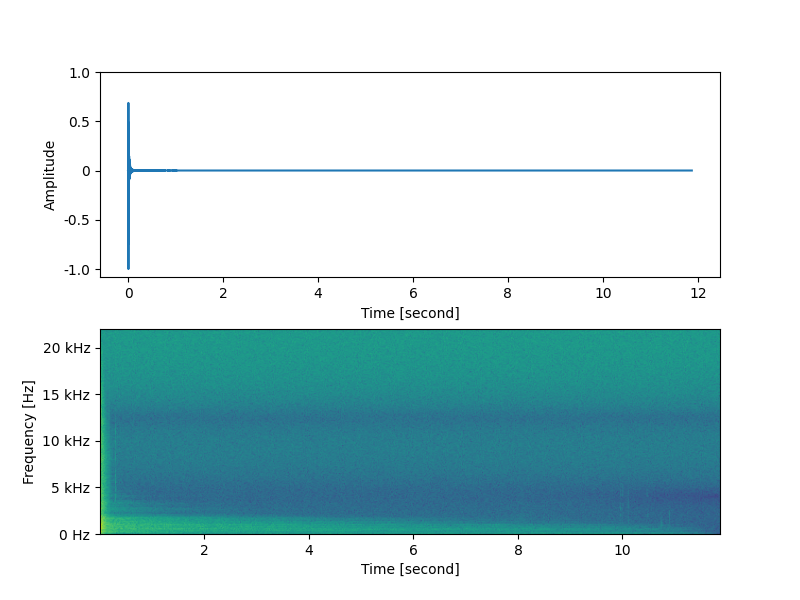 1.0
0.5
0
-0.5
-1.0
Amplitude
0 2 4 6 8 10 12
Time [second]
20 kHz
15 kHz
10 kHz
5 kHz
0 Hz
Frequency [Hz]
2 4 6 8 10
Time [second]